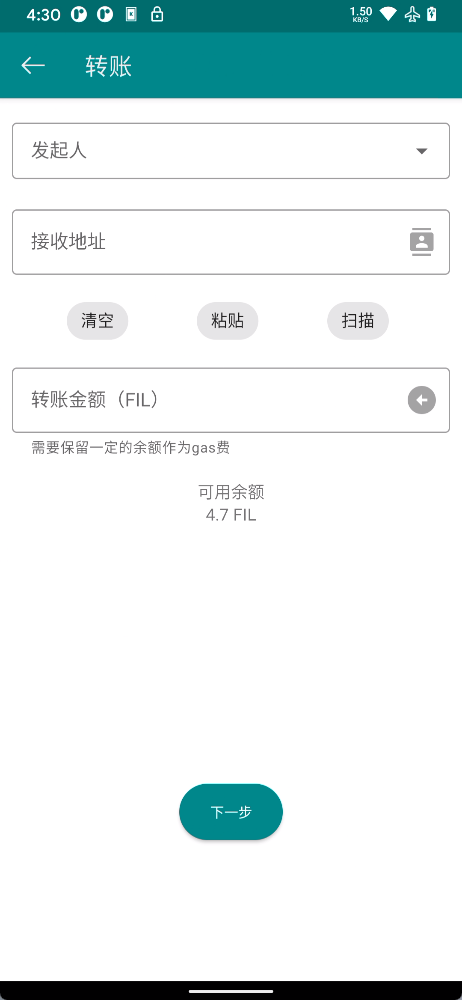 4:30
1.50
KB/S
转账
发起人
接收地址
清空 粘贴 扫描
转账金额（FIL）
需要保留一定的余额作为gas费
可用余额
4.7 FIL
下一步